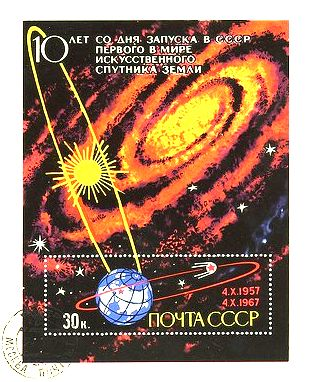 10 ЛЕТ СО ДНЯ ЗАПУСКА В СССР
ПЕРВОГО В МИРЕ
ИСКУССТВЕННОГО
СПУТНИКА ЗЕМЛИ
4.X.1957
4.X.1967
30к. ПОЧТА СССР